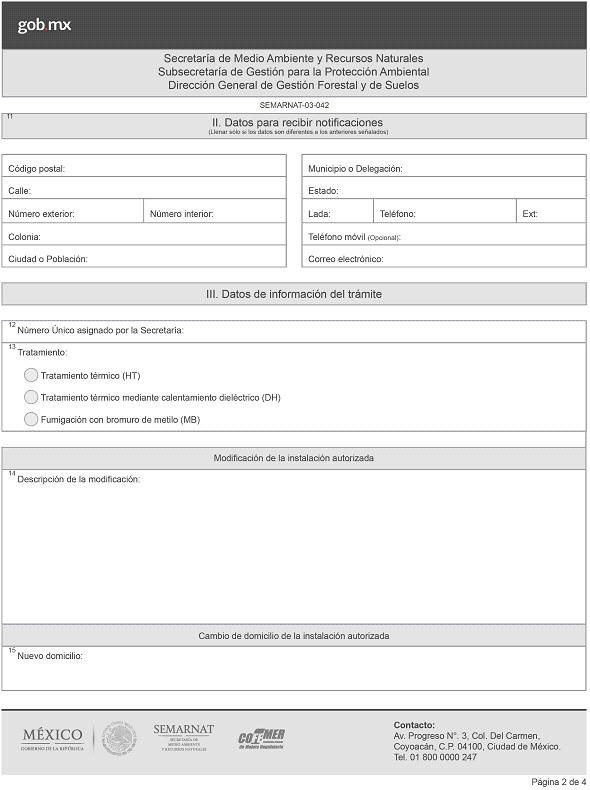 gob.mx
Secretaría de Medio Ambiente y Recursos Naturales
Subsecretaría de Gestión para la Protección Ambiental
Dirección General de Gestión Forestal y de Suelos
SEMARNAT-03-042
11
II. Datos para recibir notificaciones
(Llenar sólo si los datos son diferentes a los anteriores señalados)
Código postal:
Calle:
Número exterior: Número interior:
Colonia:
Ciudad o Población:
Municipio o Delegación:
Estado:
Lada: Teléfono: Ext:
Teléfono móvil (Opcional):
Correo electrónico:
III. Datos de información del trámite
12 Número Único asignado por la Secretaría:
13 Tratamiento:
Tratamiento térmico (HT)
Tratamiento térmico mediante calentamiento dieléctrico (DH)
Fumigación con bromuro de metilo (MB)
Modificación de la instalación autorizada
14 Descripción de la modificación:
Cambio de domicilio de la instalación autorizada
15 Nuevo domicilio:
MÉXICO
GOBIERNO DE LA REPÚBLICA
SEMARNAT
SECRETARÍA DE
MEDIO AMBIENTE
Y RECURSOS NATURALES
COFEMER
de Mejora Regulatoria
Contacto:
Av. Progreso N°. 3, Col. Del Carmen,
Coyoacán, C.P. 04100, Ciudad de México.
Tel. 01 800 0000 247
Página 2 de 4